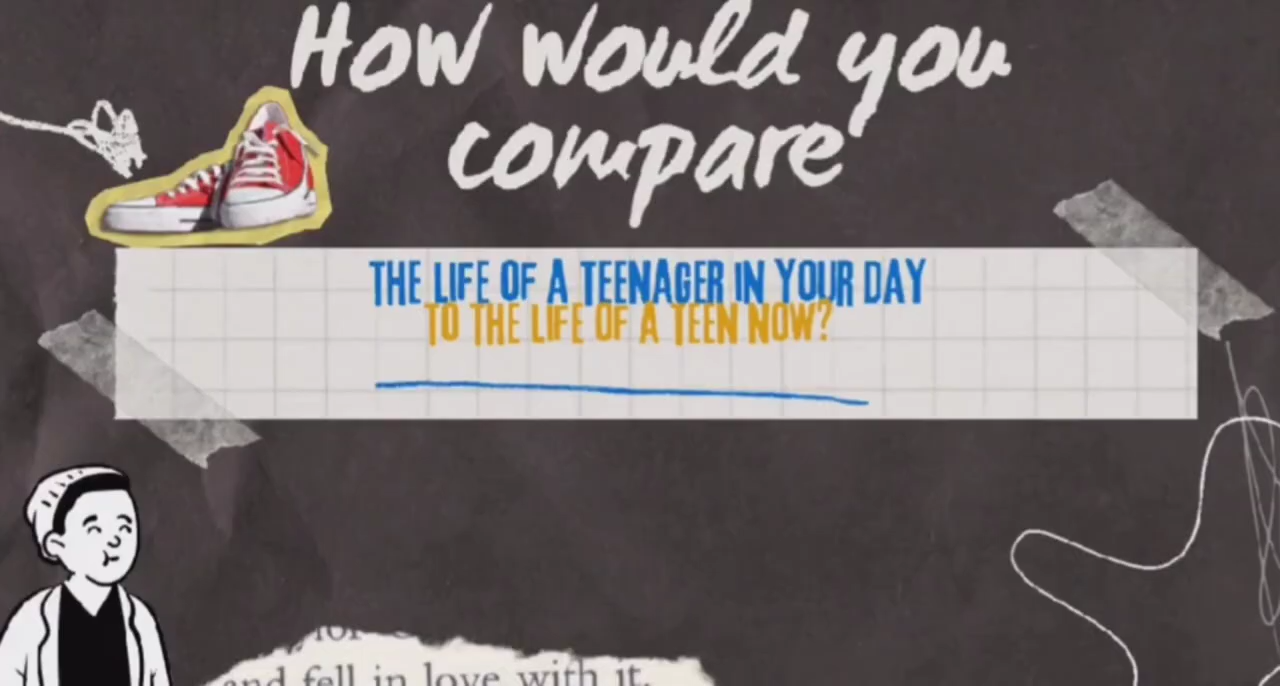 How would you
compare
THE LIFE OF A TEENAGER IN YOUR DAY
TO THE LIFE OF A TEEN NOW?
for
and fell in love with it.